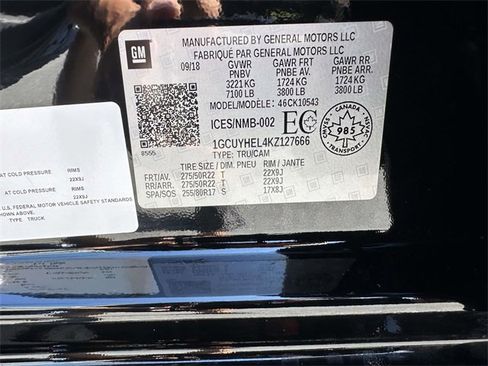 GM
MANUFACTURED BY GENERAL MOTORS LLC
FABRIQUÉ PAR GENERAL MOTORS LLC
09/18 GVWR GAWR FRT GAWR RR
PNBV PNBE AV. PNBE ARR.
3221 KG 1724 KG 1724 KG
7100 LB 3800 LB 3800 LB
MODEL/MODÈLE: 46CK10543
ICES/NMB-002 EC
CANADA
985
TRANSPORT
NSVAC
8555
1GCUYHEL4KZ127666
TYPE: TRU/CAM
TIRE SIZE / DIM. PNEU RIM / JANTE
FRT/AV. 275/50R22 T 22X9J
RR/ARR. 275/50R22 T 22X9J
SPA/SOS 255/80R17 S 17X8J
AT COLD PRESSURE. RIMS
22X9J
AT COLD PRESSURE. RIMS
22X9J
U.S. FEDERAL MOTOR VEHICLE SAFETY STANDARDS
SHOWN ABOVE.
TYPE: TRUCK.